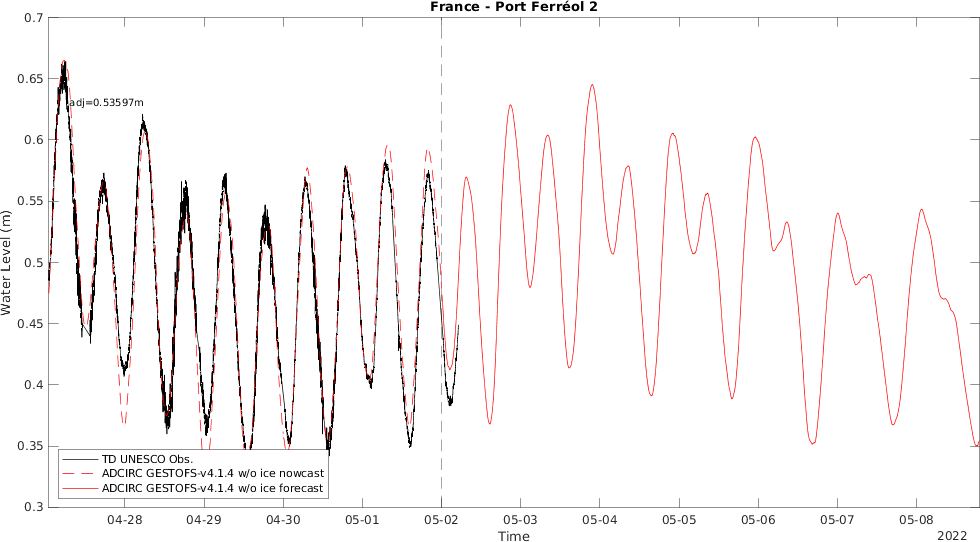 France - Port Ferréol 2
0.7
0.65
0.6
0.55
0.5
0.45
0.4
0.35
0.3
Water Level (m)
adj=0.53597m
TD UNESCO Obs.
ADCIRC GESTOFS-v4.1.4 w/o ice nowcast
ADCIRC GESTOFS-v4.1.4 w/o ice forecast
04-28 04-29 04-30 05-01 05-02 05-03 05-04 05-05 05-06 05-07 05-08
Time
2022